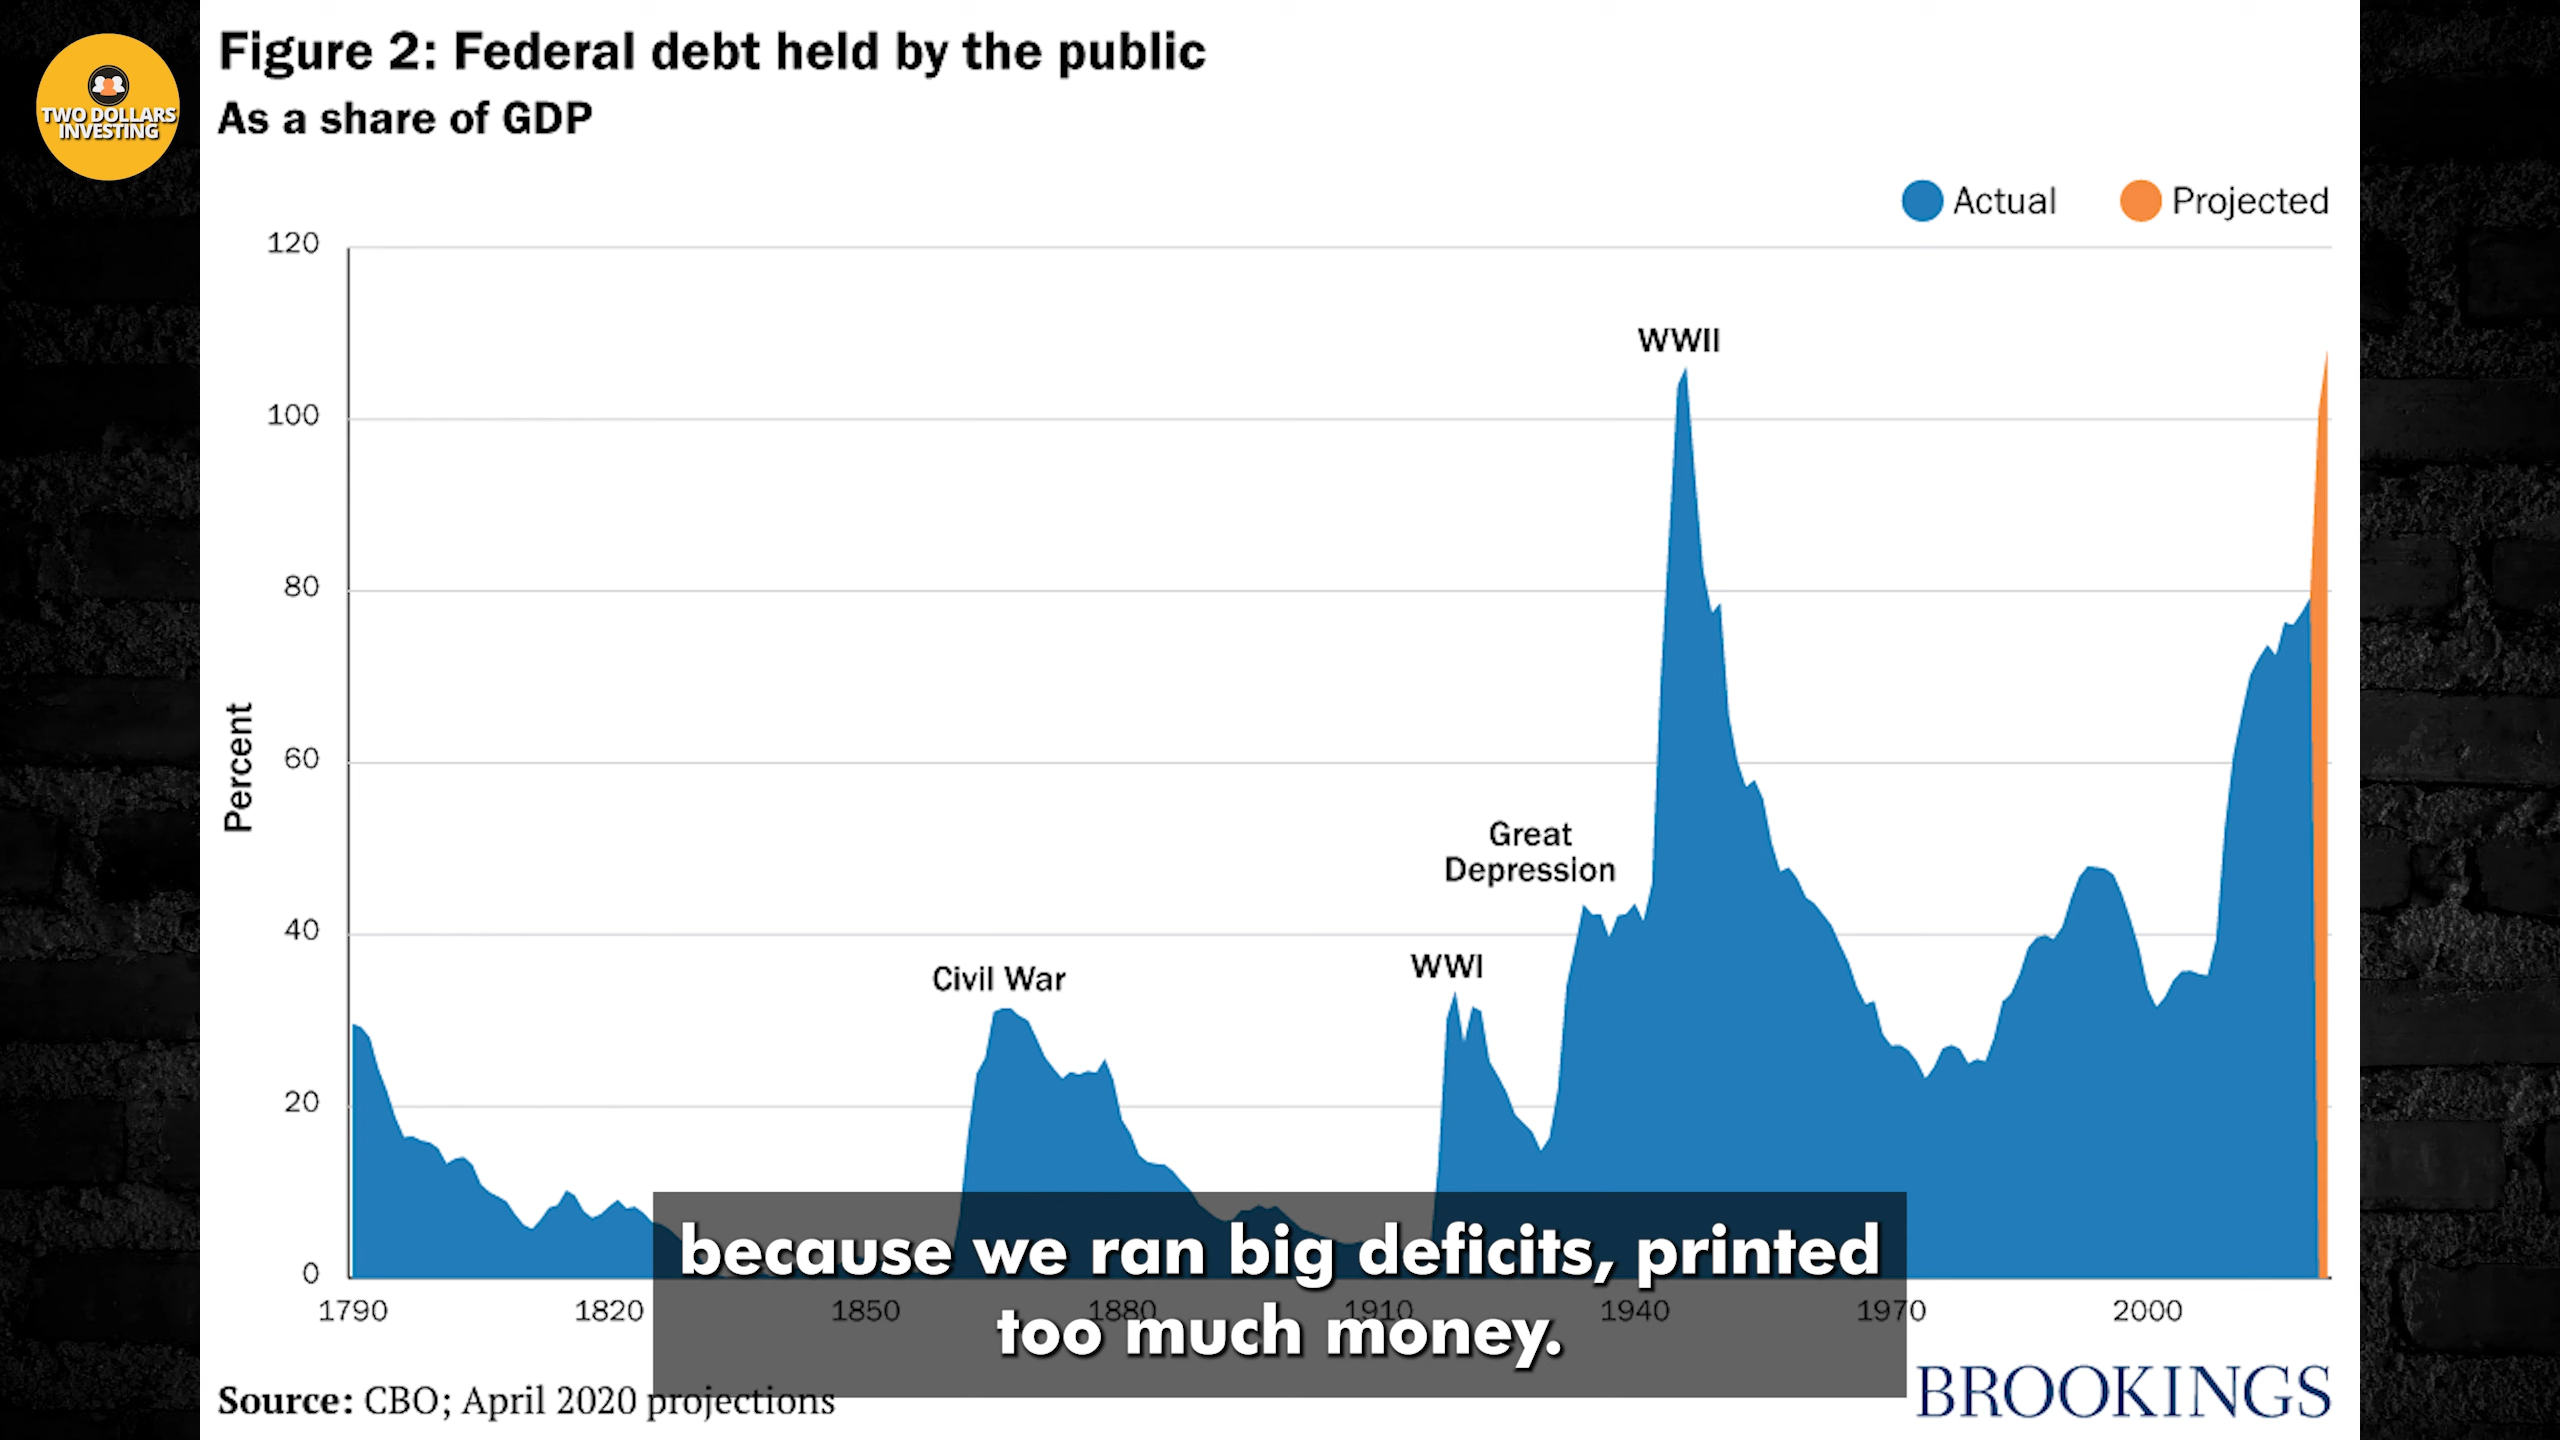 Figure 2: Federal debt held by the public
As a share of GDP
TWO DOLLARS
INVESTING
Actual
Projected
120
100
80
60
40
20
0
Percent
WWII
Great
Depression
WWI
Civil War
1790
1820
1850
1880
1910
1940
1970
2000
because we ran big deficits, printed
too much money.
Source: CBO; April 2020 projections
BROOKINGS